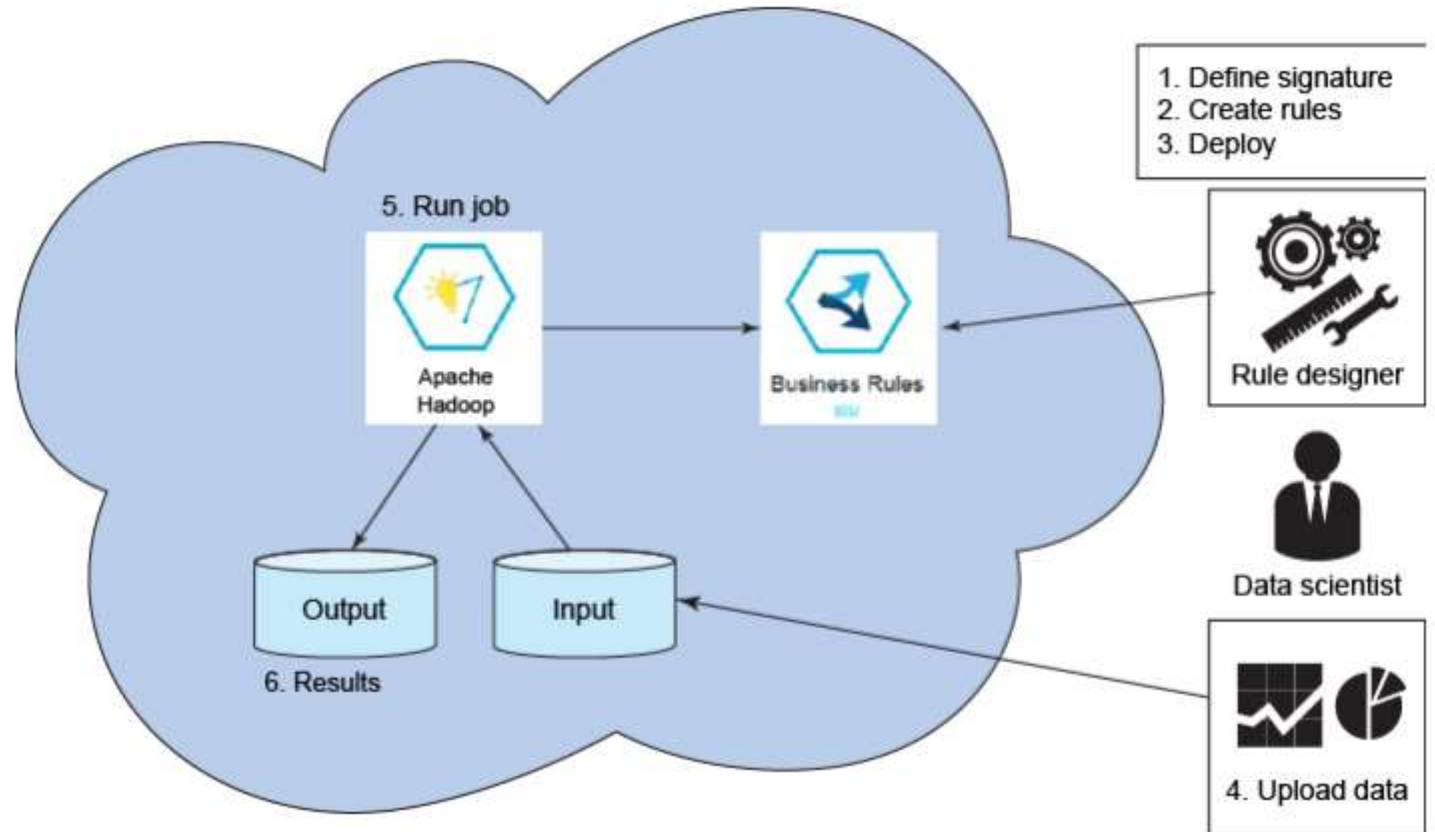 1. Define signature
2. Create rules
3. Deploy
5. Run job
Apache
Hadoop
Business Rules
Rule designer
Data scientist
Output
Input
6. Results
4. Upload data